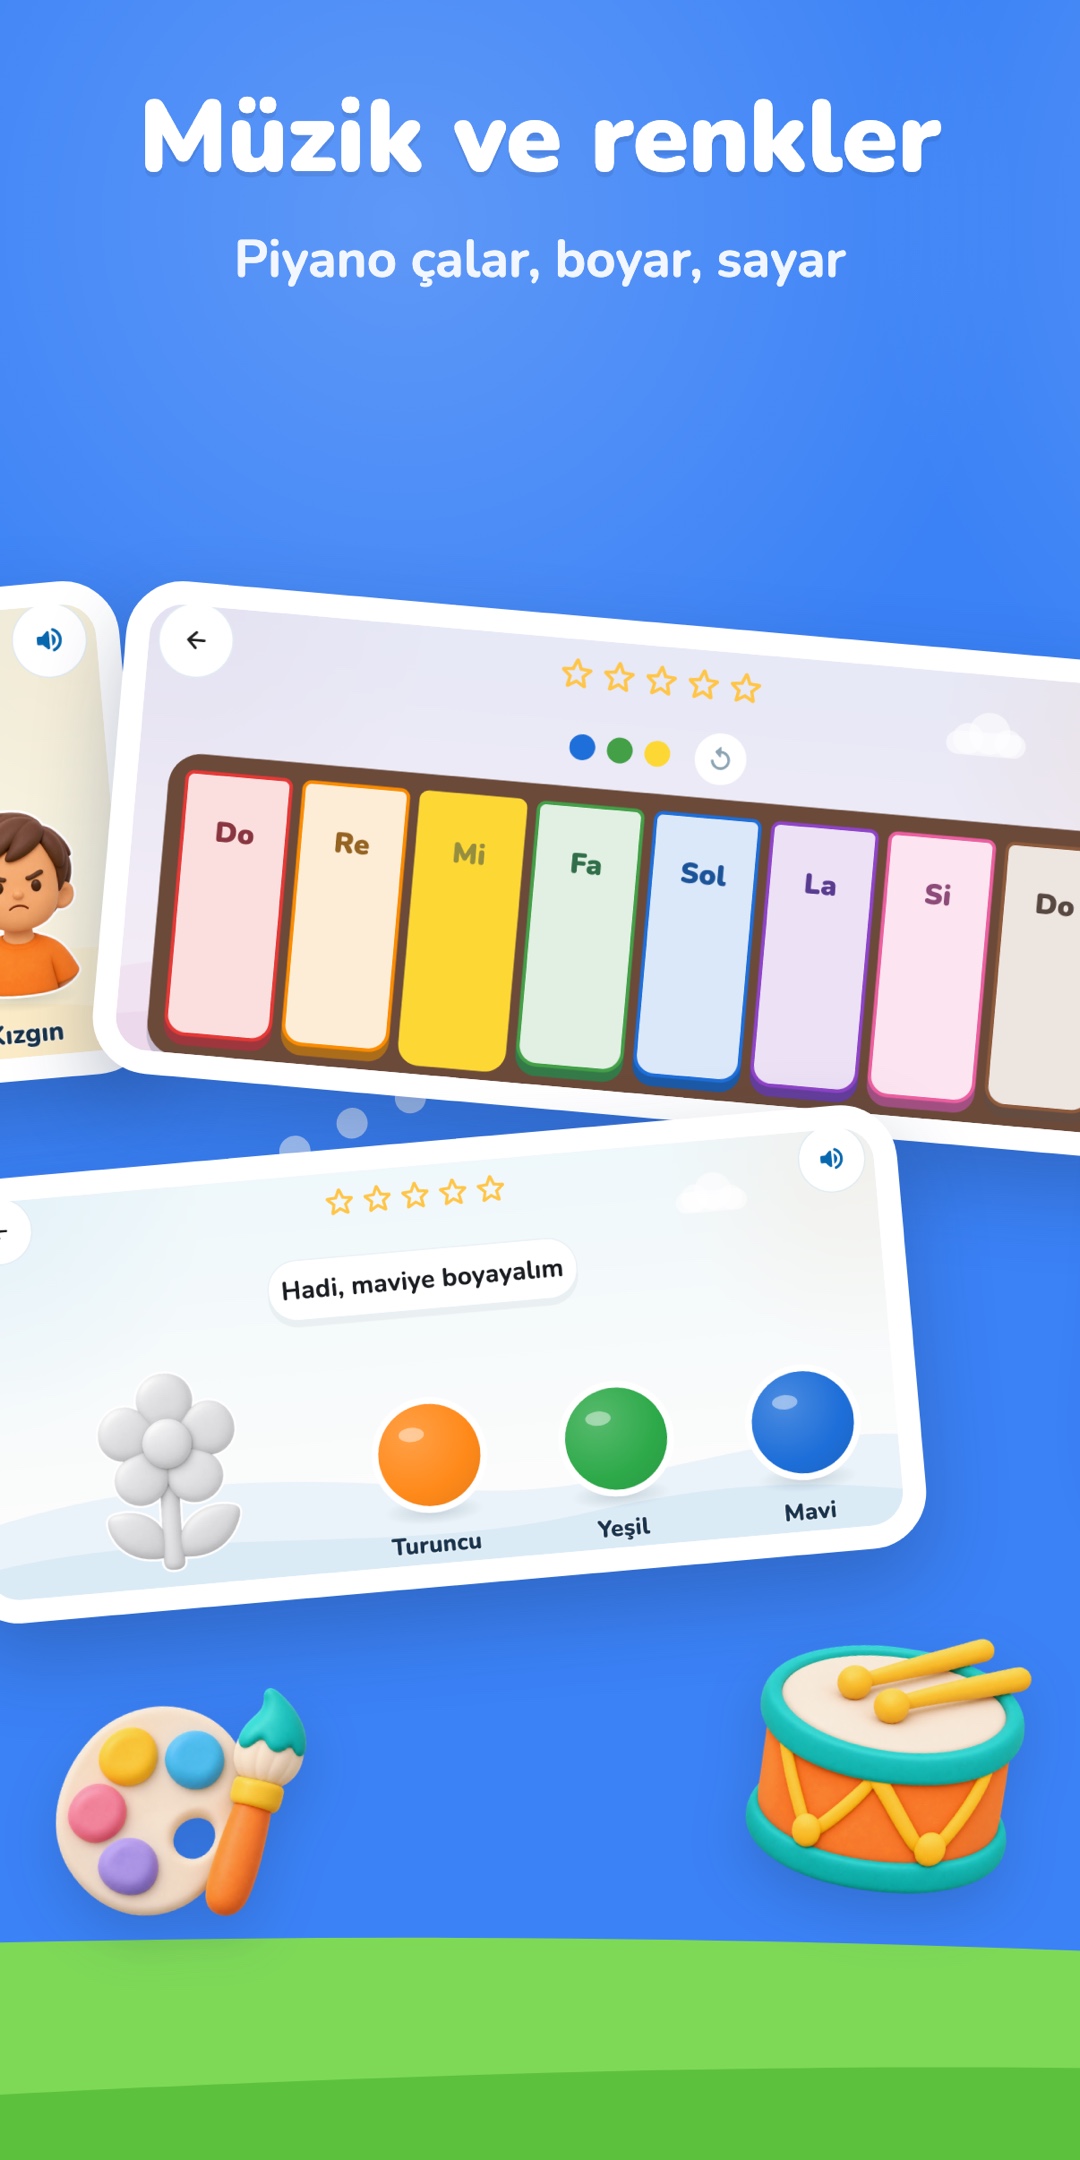 Müzik ve renkler
Piyano çalar, boyar, sayar
Kızgın
Do Re Mi Fa Sol La Si Do
Hadi, maviye boyayalım
Turuncu Yeşil Mavi